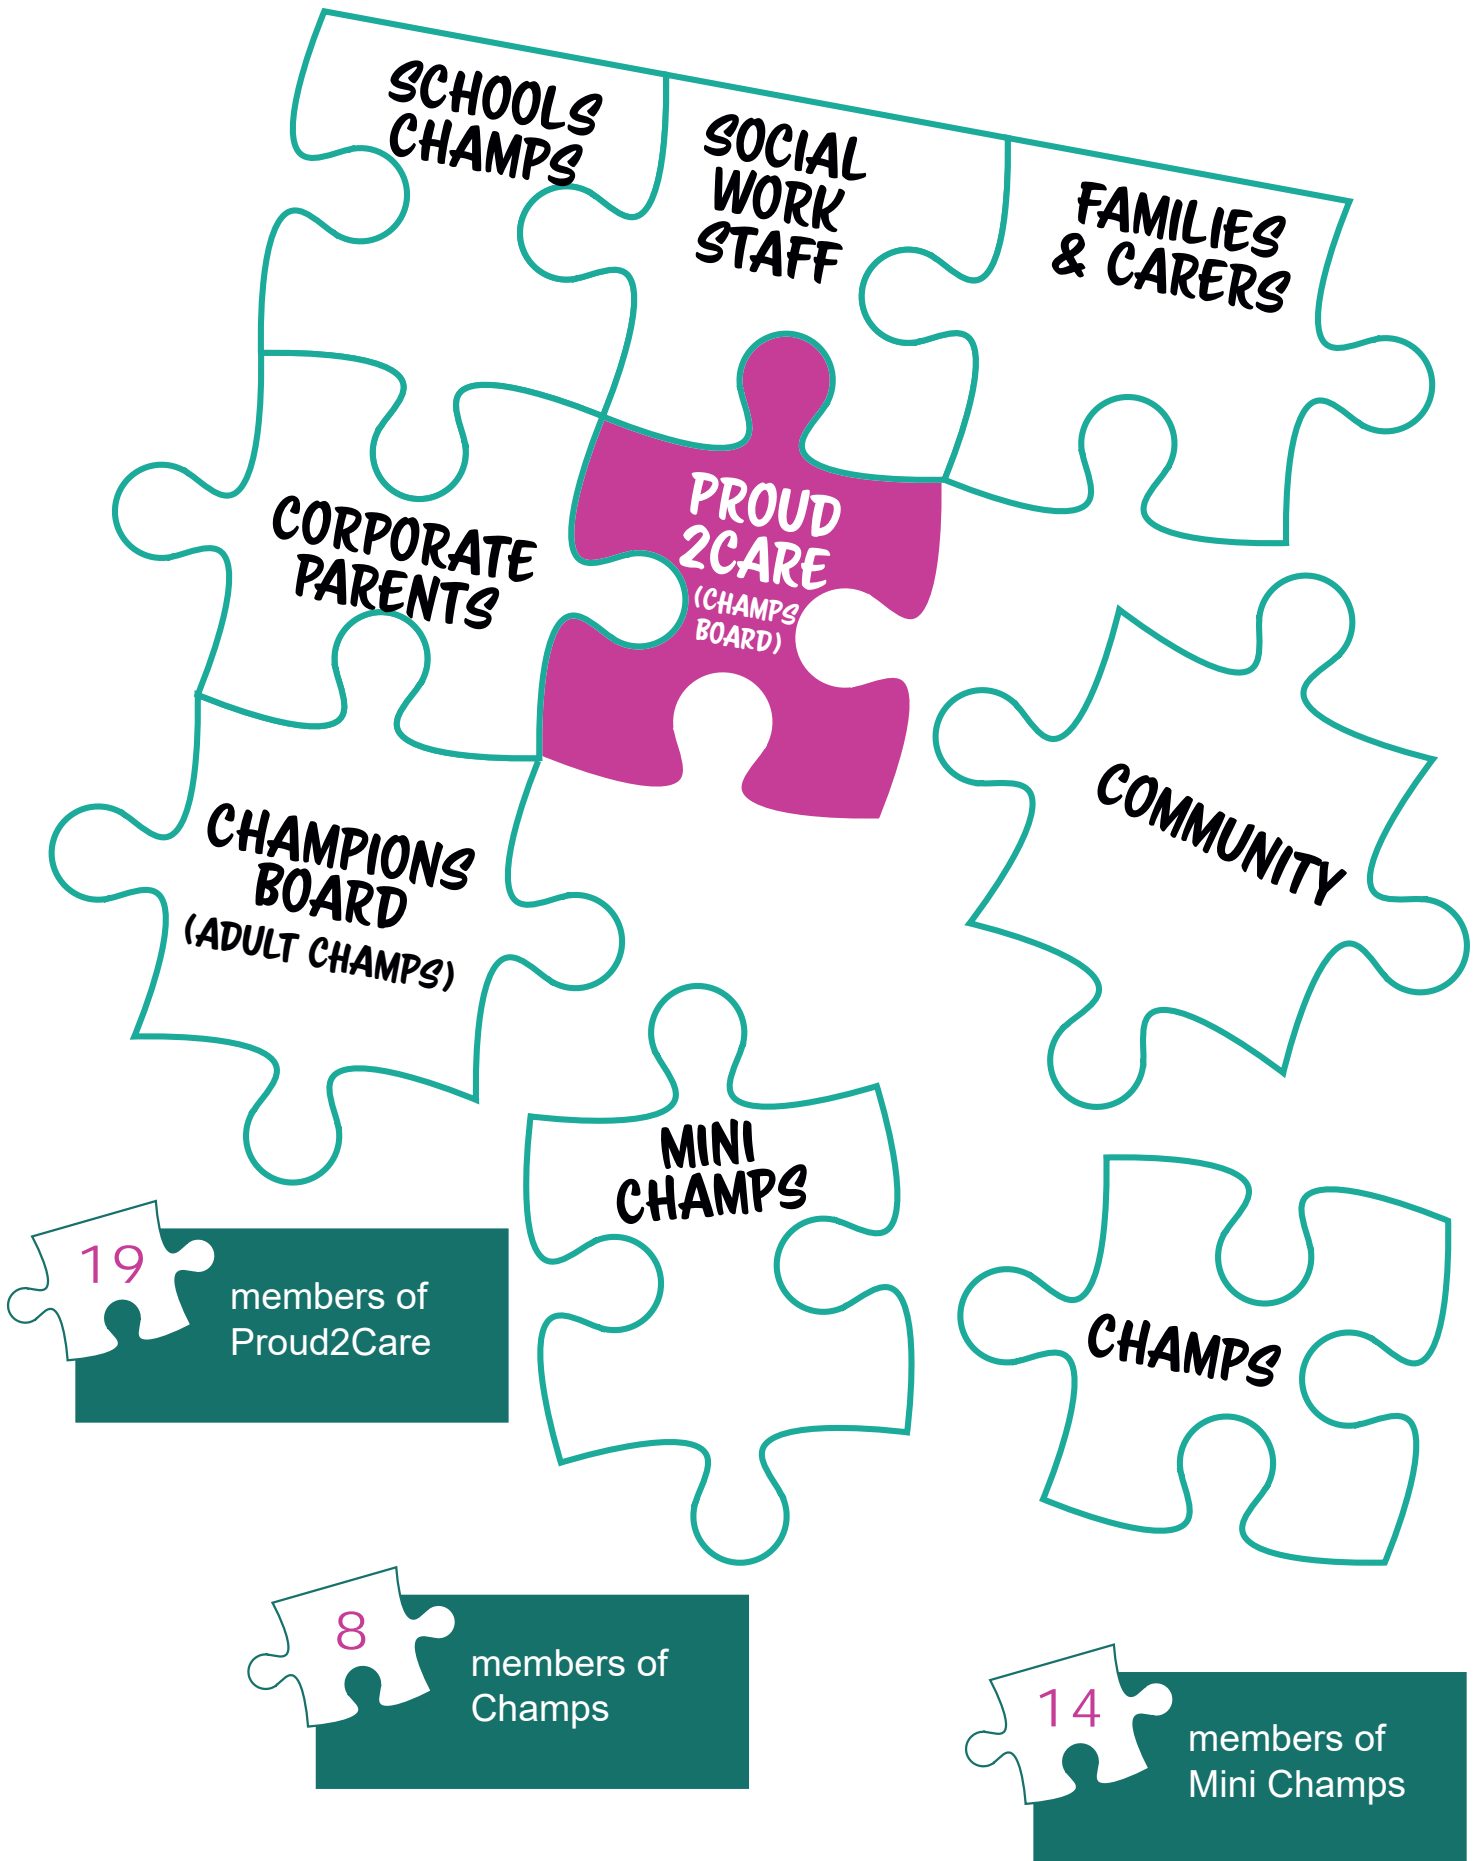 SCHOOLS
CHAMPS
SOCIAL
WORK
STAFF
FAMILIES
& CARERS
CORPORATE
PARENTS
PROUD
2CARE
(CHAMPS
BOARD)
COMMUNITY
CHAMPIONS
BOARD
(ADULT CHAMPS)
MINI
CHAMPS
CHAMPS
19
members of
Proud2Care
8
members of
Champs
14
members of
Mini Champs